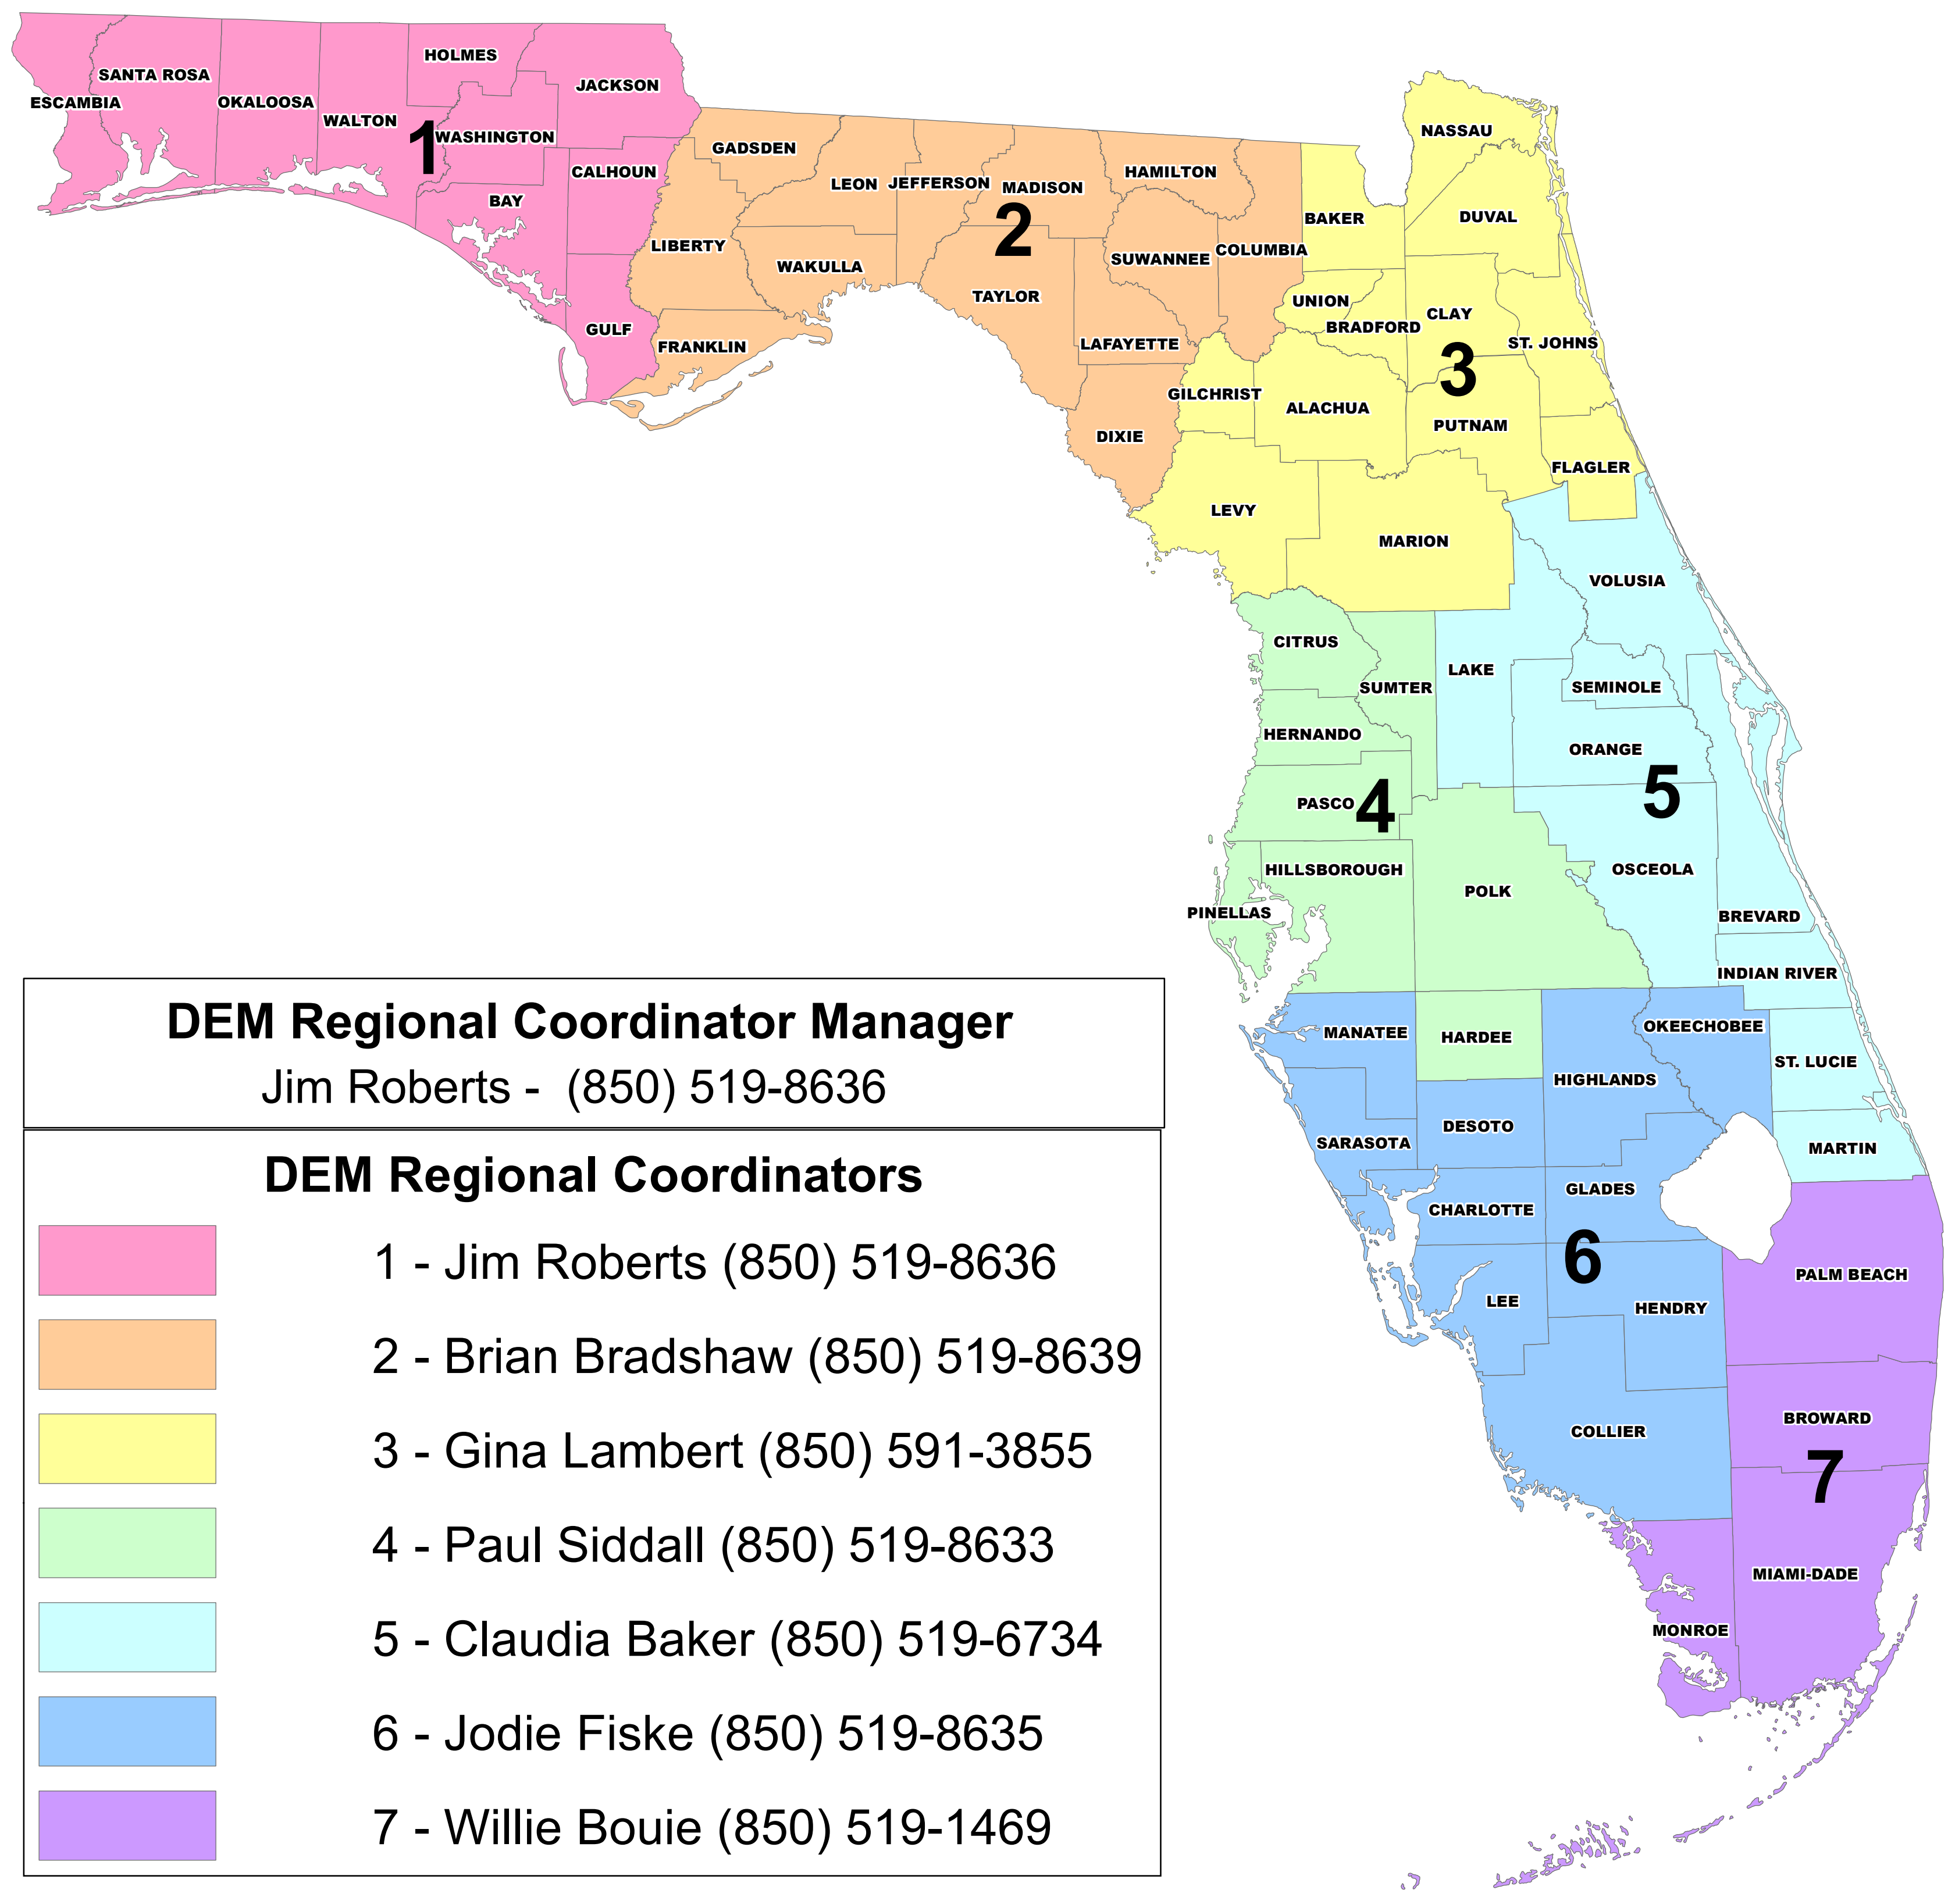 HOLMES
SANTA ROSA
JACKSON
ESCAMBIA
OKALOOSA
WALTON
1
WASHINGTON
CALHOUN
BAY
GULF
GADSDEN
LEON
JEFFERSON
MADISON
HAMILTON
2
LIBERTY
WAKULLA
SUWANNEE
COLUMBIA
TAYLOR
FRANKLIN
LAFAYETTE
DIXIE
NASSAU
BAKER
DUVAL
UNION
BRADFORD
CLAY
ST. JOHNS
3
GILCHRIST
ALACHUA
PUTNAM
FLAGLER
LEVY
MARION
VOLUSIA
CITRUS
SUMTER
LAKE
SEMINOLE
HERNANDO
ORANGE
PASCO
4
5
HILLSBOROUGH
POLK
OSCEOLA
PINELLAS
BREVARD
INDIAN RIVER
MANATEE
HARDEE
OKEECHOBEE
ST. LUCIE
HIGHLANDS
SARASOTA
DESOTO
MARTIN
CHARLOTTE
GLADES
6
LEE
HENDRY
PALM BEACH
COLLIER
BROWARD
7
MIAMI-DADE
MONROE
DEM Regional Coordinator Manager
Jim Roberts - (850) 519-8636
DEM Regional Coordinators
1 - Jim Roberts (850) 519-8636
2 - Brian Bradshaw (850) 519-8639
3 - Gina Lambert (850) 591-3855
4 - Paul Siddall (850) 519-8633
5 - Claudia Baker (850) 519-6734
6 - Jodie Fiske (850) 519-8635
7 - Willie Bouie (850) 519-1469